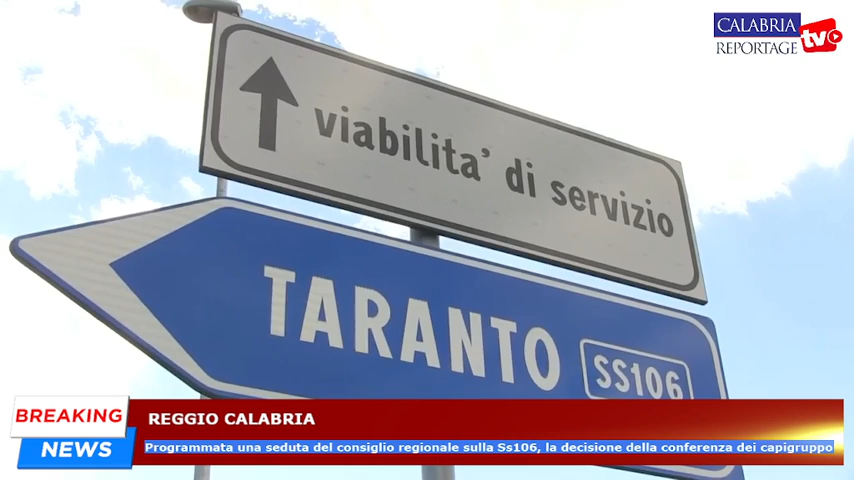 CALABRIA
REPORTAGE tv
viabilita' di servizio
TARANTO
SS106
BREAKING
NEWS
REGGIO CALABRIA
Programmata una seduta del consiglio regionale sulla Ss106, la decisione della conferenza dei capigruppo